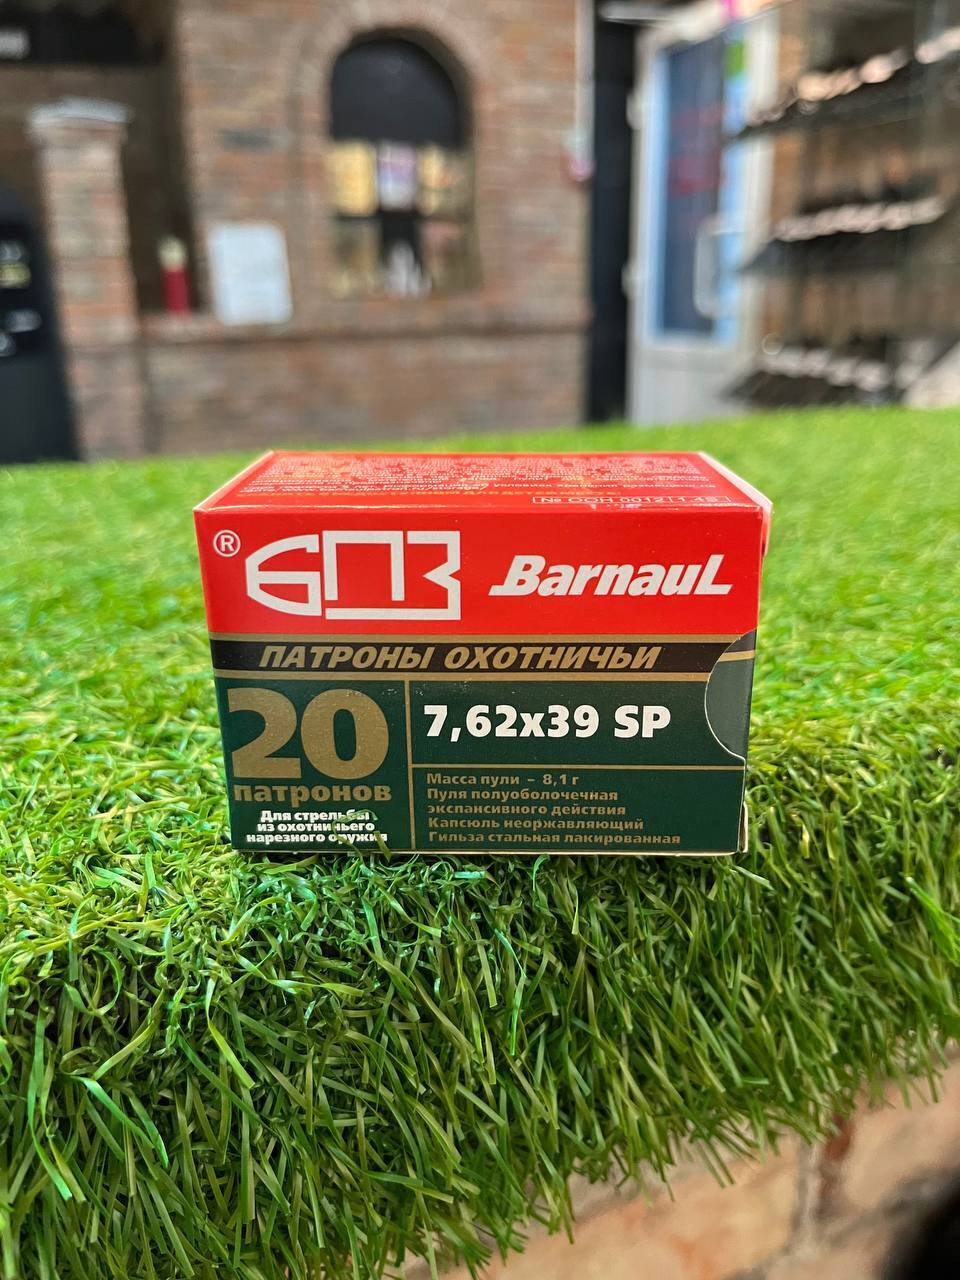 ® БПЗ Barnaul
ПАТРОНЫ ОХОТНИЧЬИ
20
патронов
Для стрельбы
из охотничьего
нарезного оружия
7,62x39 SP
Масса пули - 8,1 г
Пуля полуоболочечная
экспансивного действия
Капсюль неоржавляющий
Гильза стальная лакированная